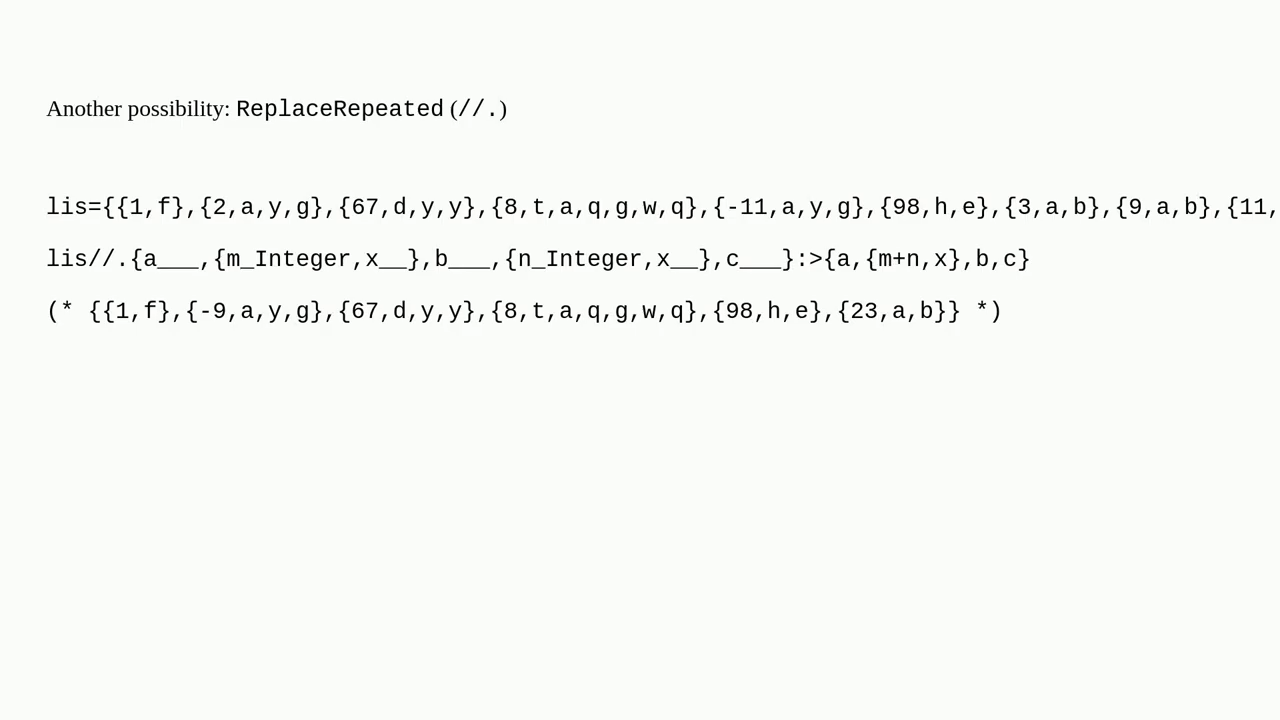 Another possibility: ReplaceRepeated (//.)
lis={{1,f},{2,a,y,g},{67,d,y,y},{8,t,a,q,g,w,q},{-11,a,y,g},{98,h,e},{3,a,b},{9,a,b},{11,
lis//.{a___,{m_Integer,x__},b___,{n_Integer,x__},c___}:>{a,{m+n,x},b,c}
(* {{1,f},{-9,a,y,g},{67,d,y,y},{8,t,a,q,g,w,q},{98,h,e},{23,a,b}} *)